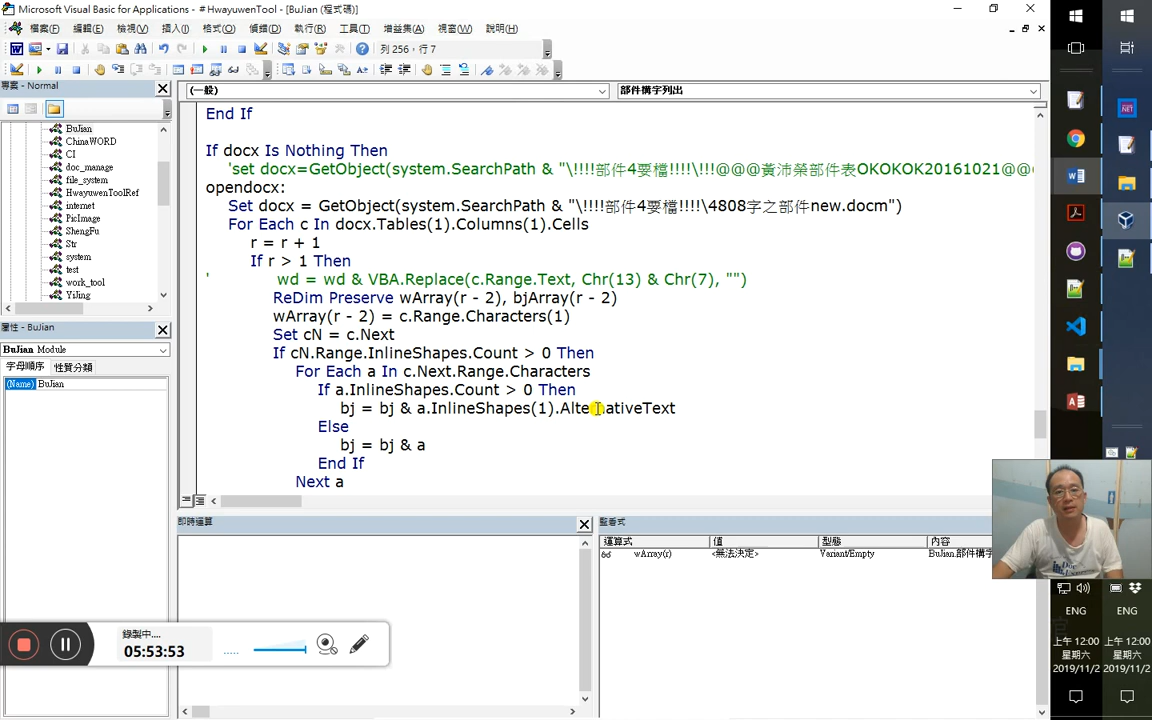 Microsoft Visual Basic for Applications - #HwayuwenTool - [BuJian (程式碼)]
檔案(F) 編輯(E) 檢視(V) 插入(I) 格式(O) 偵錯(D) 執行(R) 工具(T) 增益集(A) 視窗(W) 說明(H)
列 256，行 7
專案 - Normal
BuJian
ChinaWORD
CI
doc_manage
file_system
HwayuwenToolRef
internet
PicImage
ShengFu
Str
system
test
work_tool
YiJing
屬性 - BuJian
BuJian Module
字母順序 性質分類
(Name) BuJian
(一般) 部件構字列出
End If
If docx Is Nothing Then
'set docx=GetObject(system.SearchPath & "\!!!!部件4要檔!!!!\!!!@@@黃沛榮部件表OKOKOK20161021@@
opendocx:
Set docx = GetObject(system.SearchPath & "\!!!!部件4要檔!!!!\4808字之部件new.docm")
For Each c In docx.Tables(1).Columns(1).Cells
r = r + 1
If r > 1 Then
' wd = wd & VBA.Replace(c.Range.Text, Chr(13) & Chr(7), "")
ReDim Preserve wArray(r - 2), bjArray(r - 2)
wArray(r - 2) = c.Range.Characters(1)
Set cN = c.Next
If cN.Range.InlineShapes.Count > 0 Then
For Each a In c.Next.Range.Characters
If a.InlineShapes.Count > 0 Then
bj = bj & a.InlineShapes(1).AlternativeText
Else
bj = bj & a
End If
Next a
即時運算
監看式
運算式 值 型態 內容
wArray(r) <無法決定> Variant/Empty BuJian.部件構字
錄製中....
05:53:53
ENG ENG
上午 12:00 上午 12:00
星期六 星期六
2019/11/2 2019/11/2